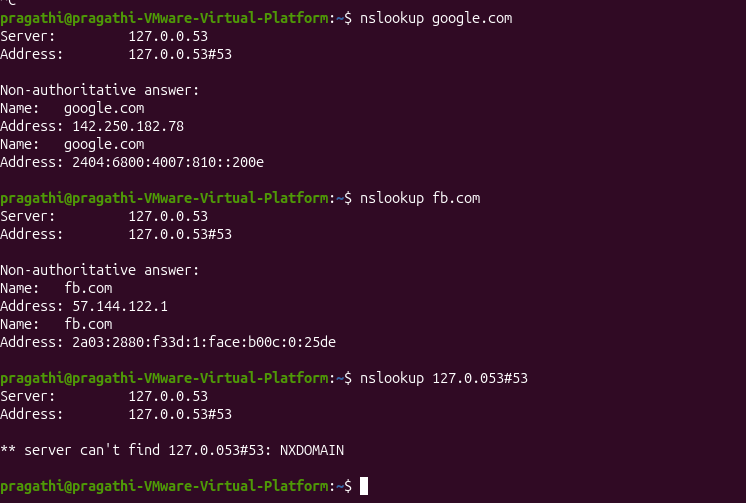 ^C
pragathi@pragathi-VMware-Virtual-Platform:~$ nslookup google.com
Server:         127.0.0.53
Address:        127.0.0.53#53

Non-authoritative answer:
Name:   google.com
Address: 142.250.182.78
Name:   google.com
Address: 2404:6800:4007:810::200e

pragathi@pragathi-VMware-Virtual-Platform:~$ nslookup fb.com
Server:         127.0.0.53
Address:        127.0.0.53#53

Non-authoritative answer:
Name:   fb.com
Address: 57.144.122.1
Name:   fb.com
Address: 2a03:2880:f33d:1:face:b00c:0:25de

pragathi@pragathi-VMware-Virtual-Platform:~$ nslookup 127.0.053#53
Server:         127.0.0.53
Address:        127.0.0.53#53

** server can't find 127.0.053#53: NXDOMAIN

pragathi@pragathi-VMware-Virtual-Platform:~$